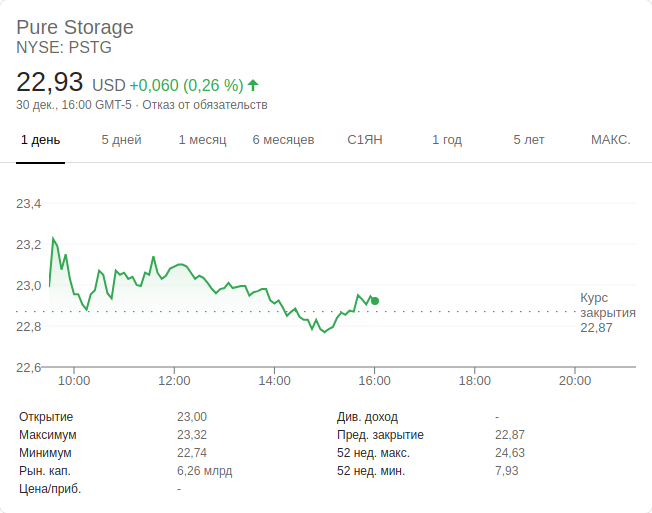 Pure Storage
NYSE: PSTG
22,93 USD +0,060 (0,26 %)
30 дек., 16:00 GMT-5 · Отказ от обязательств
1 день 5 дней 1 месяц 6 месяцев С1ЯН 1 год 5 лет МАКС.
23,4
23,2
23,0
22,8
22,6
Курс
закрытия
22,87
10:00 12:00 14:00 16:00 18:00 20:00
Открытие 23,00
Максимум 23,32
Минимум 22,74
Рын. кап. 6,26 млрд
Цена/приб. -
Див. доход -
Пред. закрытие 22,87
52 нед. макс. 24,63
52 нед. мин. 7,93